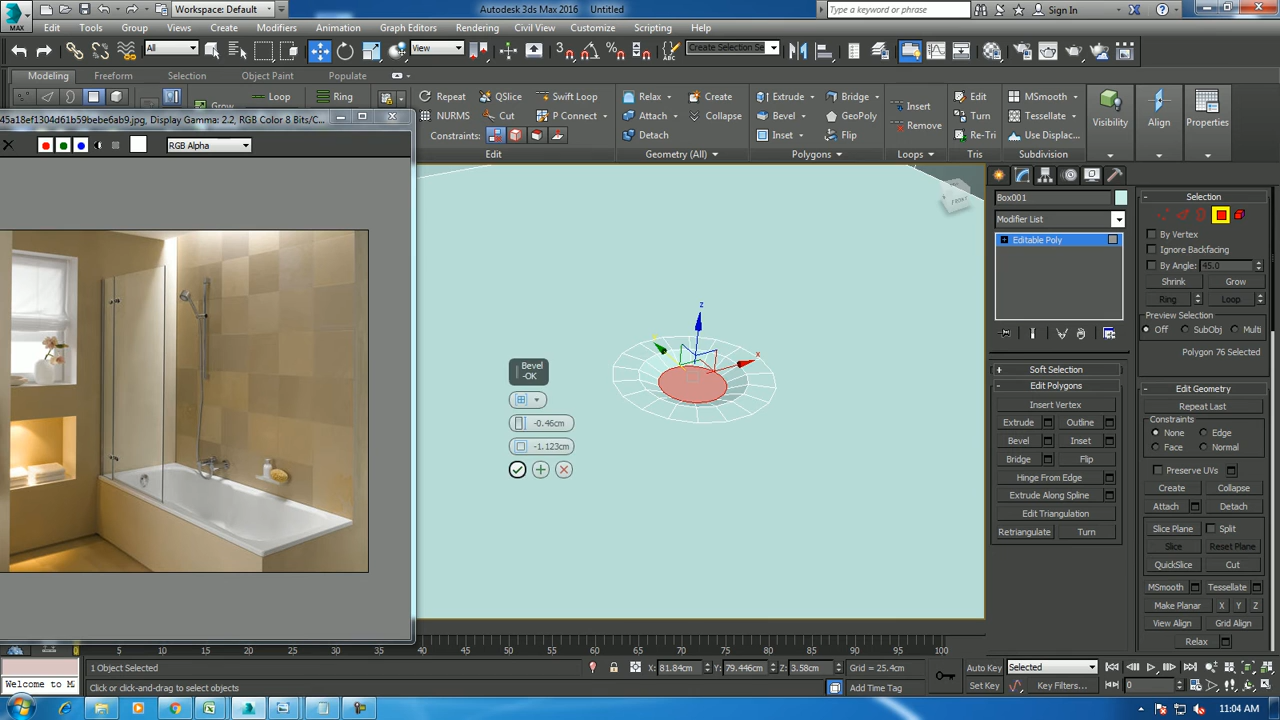 Workspace: Default
Autodesk 3ds Max 2016
Untitled
Type a keyword or phrase
Sign In
MAX
Edit
Tools
Group
Views
Create
Modifiers
Animation
Graph Editors
Rendering
Civil View
Customize
Scripting
Help
All
View
Create Selection Se
Modeling
Freeform
Selection
Object Paint
Populate
Grow
Loop
Ring
Repeat
QSlice
Swift Loop
NURMS
Cut
P Connect
Constraints:
Edit
Relax
Create
Attach
Collapse
Detach
Geometry (All)
Extrude
Bridge
Bevel
GeoPoly
Inset
Flip
Polygons
Insert
Remove
Loops
Edit
Turn
Re-Tri
Tris
MSmooth
Tessellate
Subdivision
Visibility
Align
Properties
45a18ef1304d61b59bebe6ab9.jpg, Display Gamma: 2.2, RGB Color 8 Bits/C...
RGB Alpha
FRONT
z
x
Bevel
-OK
-0.46cm
-1.123cm
Box001
Modifier List
Editable Poly
Soft Selection
Edit Polygons
Insert Vertex
Extrude
Outline
Bevel
Inset
Bridge
Flip
Hinge From Edge
Extrude Along Spline
Edit Triangulation
Retriangulate
Turn
Selection
By Vertex
Ignore Backfacing
By Angle:
45.0
Shrink
Grow
Ring
Loop
Preview Selection
Off
SubObj
Multi
Polygon 76 Selected
Edit Geometry
Repeat Last
Constraints
None
Edge
Face
Normal
Preserve UVs
Create
Collapse
Attach
Detach
Slice Plane
Split
Slice
Reset Plane
QuickSlice
Cut
MSmooth
Tessellate
Make Planar
X
Y
Z
View Align
Grid Align
Relax
5 10 15 20 25 30 35 40 45 50 55 60 65 70 75 80 85 90 95 100
1 Object Selected
X: 81.84cm
Y: 79.446cm
Z: 3.58cm
Grid = 25.4cm
Auto Key
Selected
Welcome to M
Click or click-and-drag to select objects
Add Time Tag
Set Key
Key Filters...
0
11:04 AM